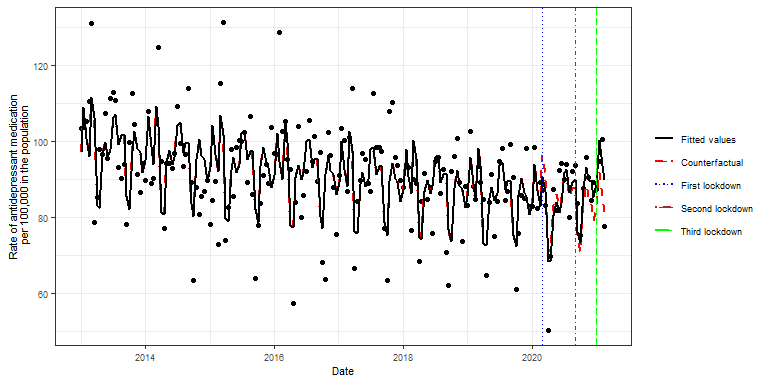 Rate of antidepressant medication
per 100,000 in the population
120
100
80
60
2014
2016
2018
2020
Date
Fitted values
Counterfactual
First lockdown
Second lockdown
Third lockdown